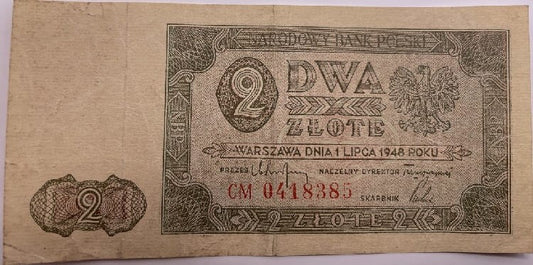 NARODOWY BANK POLSKI
2 DWA
ZŁOTE
NBP
NBP
WARSZAWA DNIA 1 LIPCA 1948 ROKU
PREZES NACZELNY DYREKTOR
CM 0418385 SKARBNIK
2
2 ZŁOTE 2